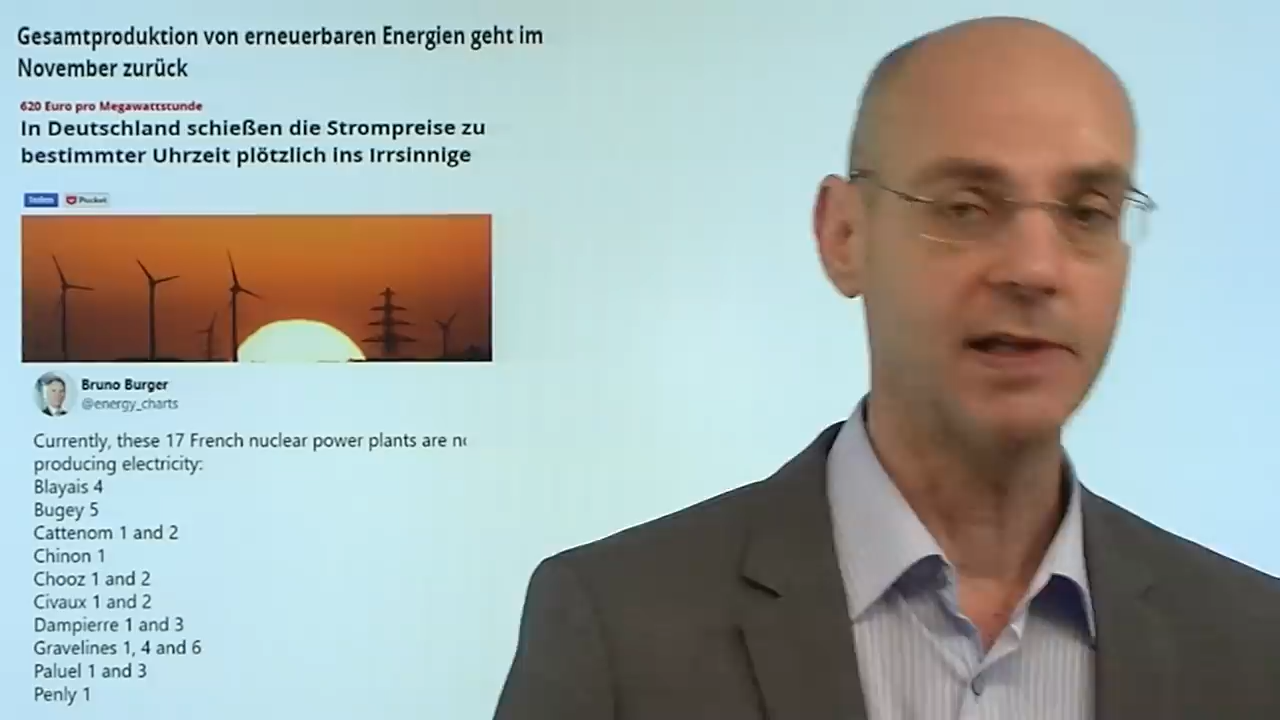 Gesamtproduktion von erneuerbaren Energien geht im
November zurück
620 Euro pro Megawattstunde
In Deutschland schießen die Strompreise zu
bestimmter Uhrzeit plötzlich ins Irrsinnige
Teilen Pocket
Bruno Burger
@energy_charts
Currently, these 17 French nuclear power plants are
producing electricity:
Blayais 4
Bugey 5
Cattenom 1 and 2
Chinon 1
Chooz 1 and 2
Civaux 1 and 2
Dampierre 1 and 3
Gravelines 1, 4 and 6
Paluel 1 and 3
Penly 1